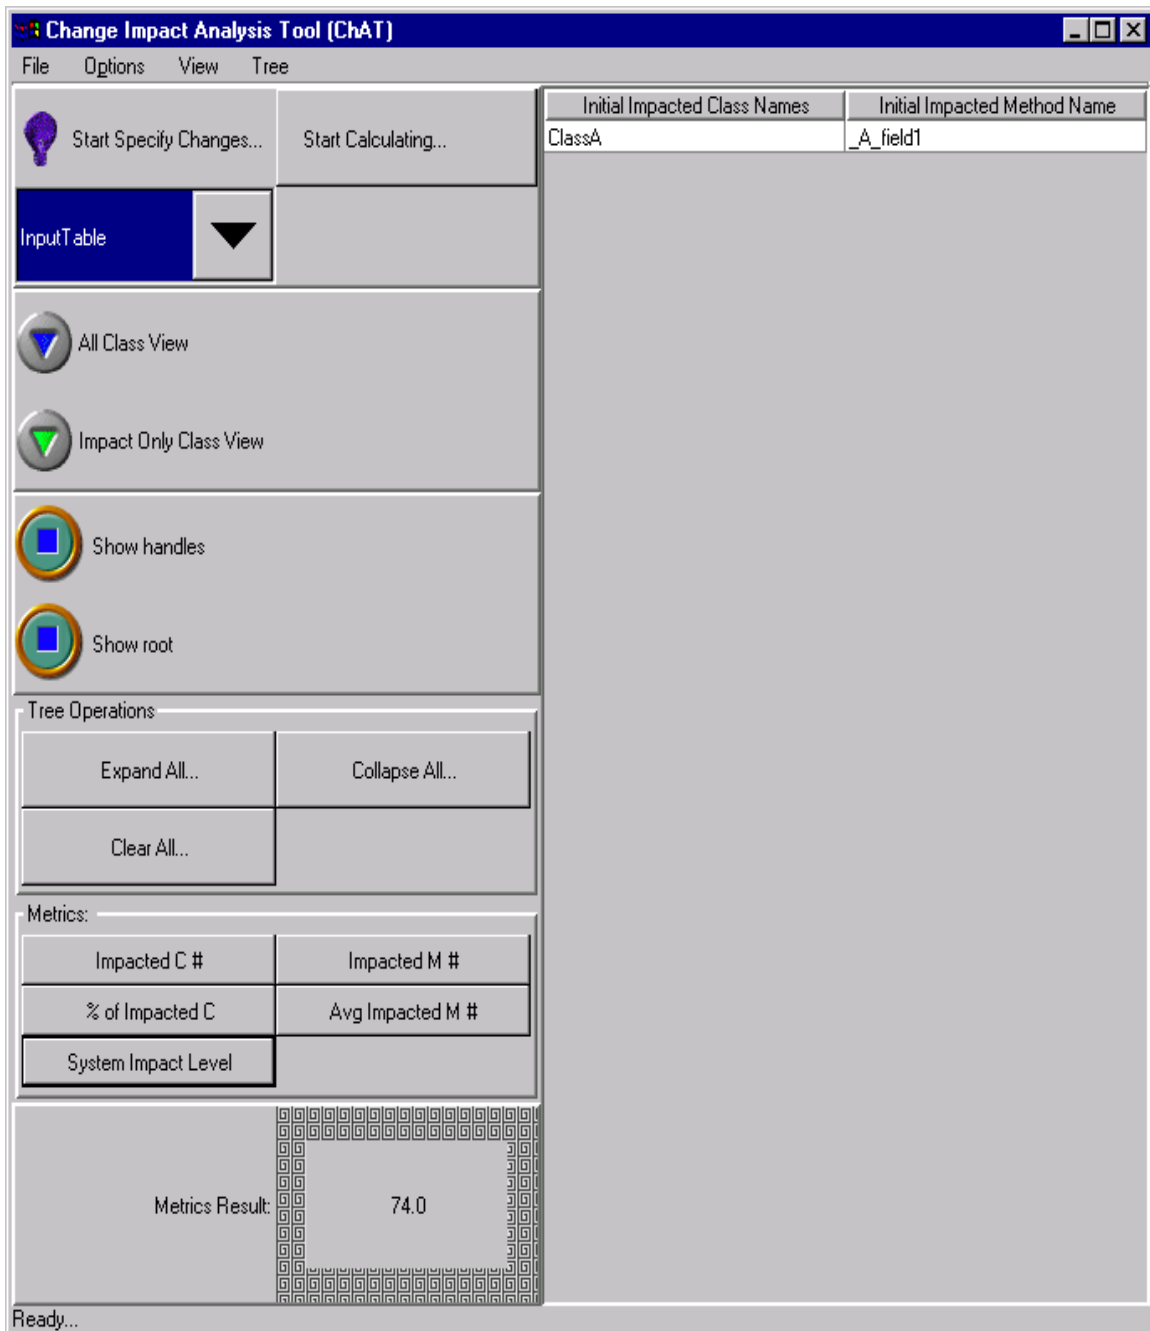 Change Impact Analysis Tool (ChAT)
File Options View Tree
Start Specify Changes... Start Calculating...
InputTable
All Class View
Impact Only Class View
Show handles
Show root
Tree Operations
Expand All... Collapse All...
Clear All...
Metrics:
Impacted C # Impacted M #
% of Impacted C Avg Impacted M #
System Impact Level
Metrics Result: 74.0
Initial Impacted Class Names Initial Impacted Method Name
ClassA _A_field1
Ready...